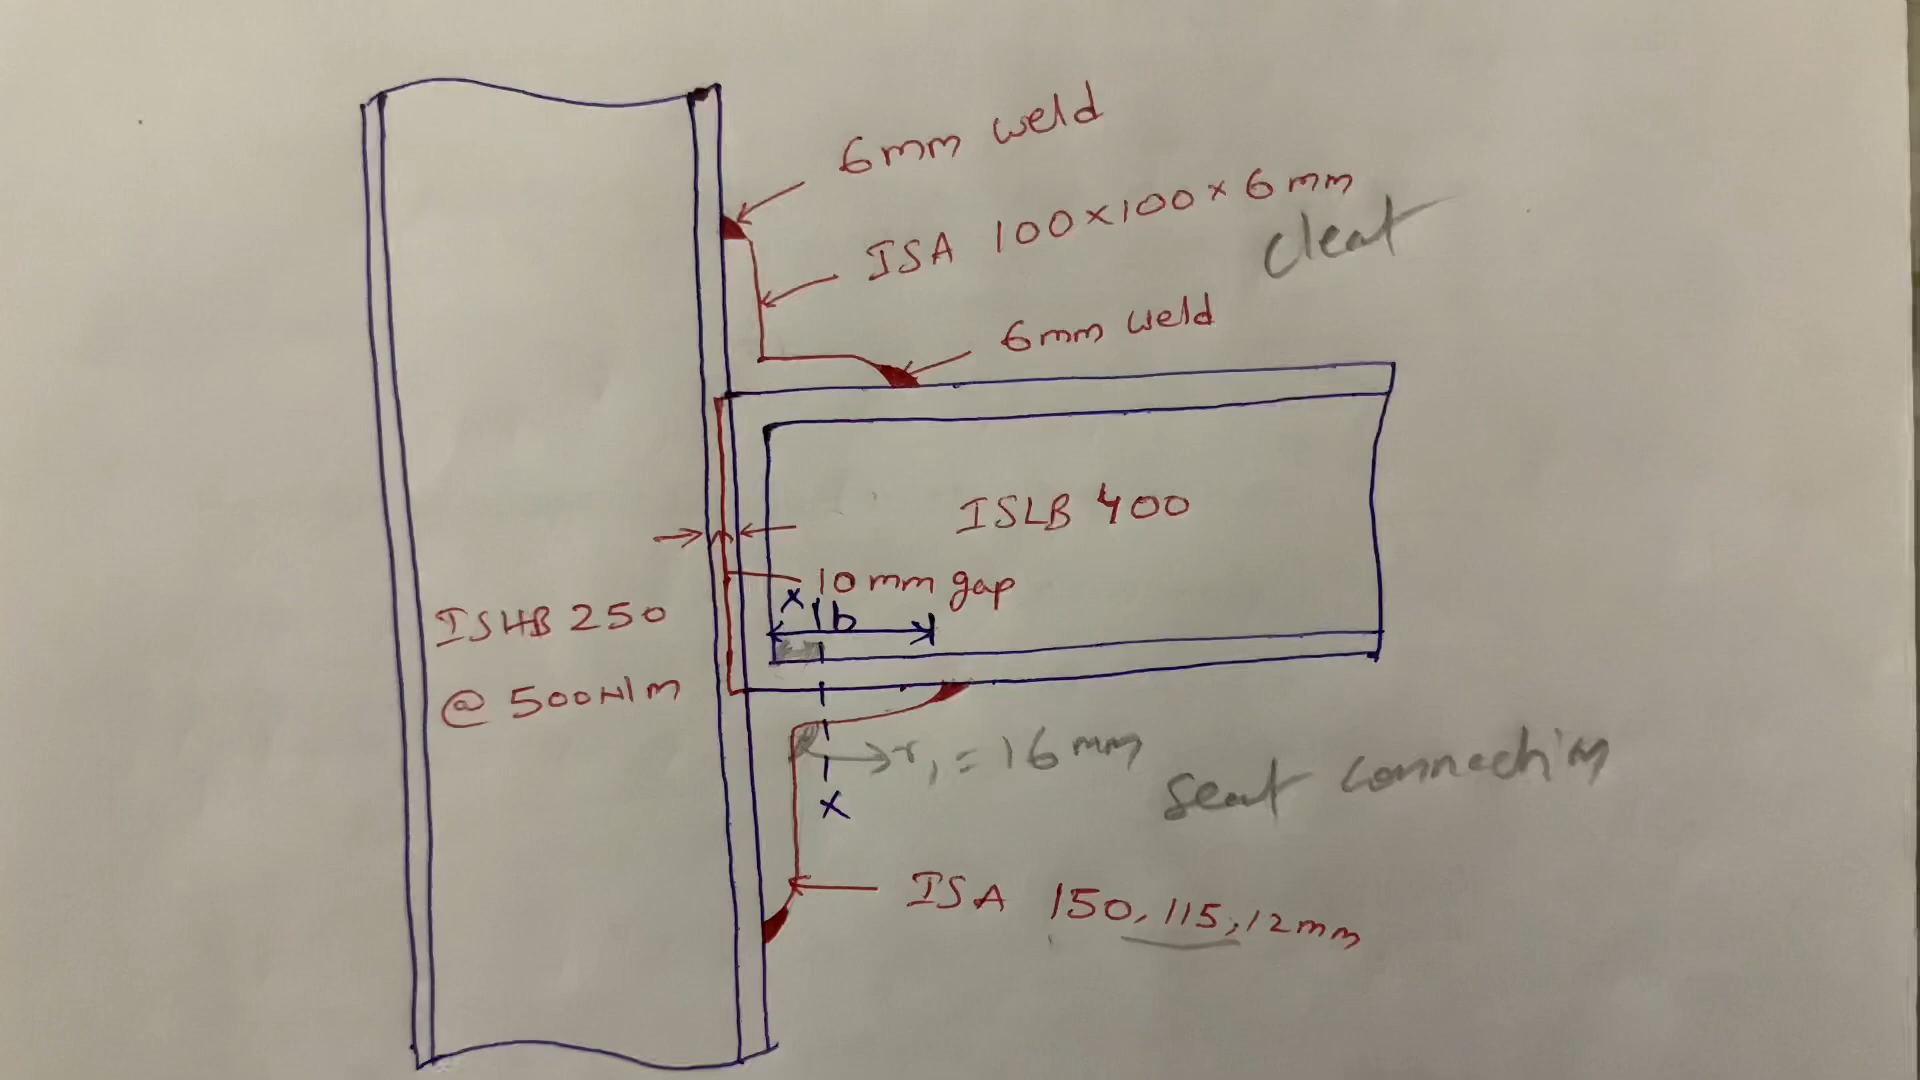 6mm weld
ISA 100×100×6mm
cleat
6mm weld
ISLB 400
10mm gap
x
b
ISHB 250
@ 500N/m
r₁ = 16mm
seat connection
x
ISA 150, 115, 12mm